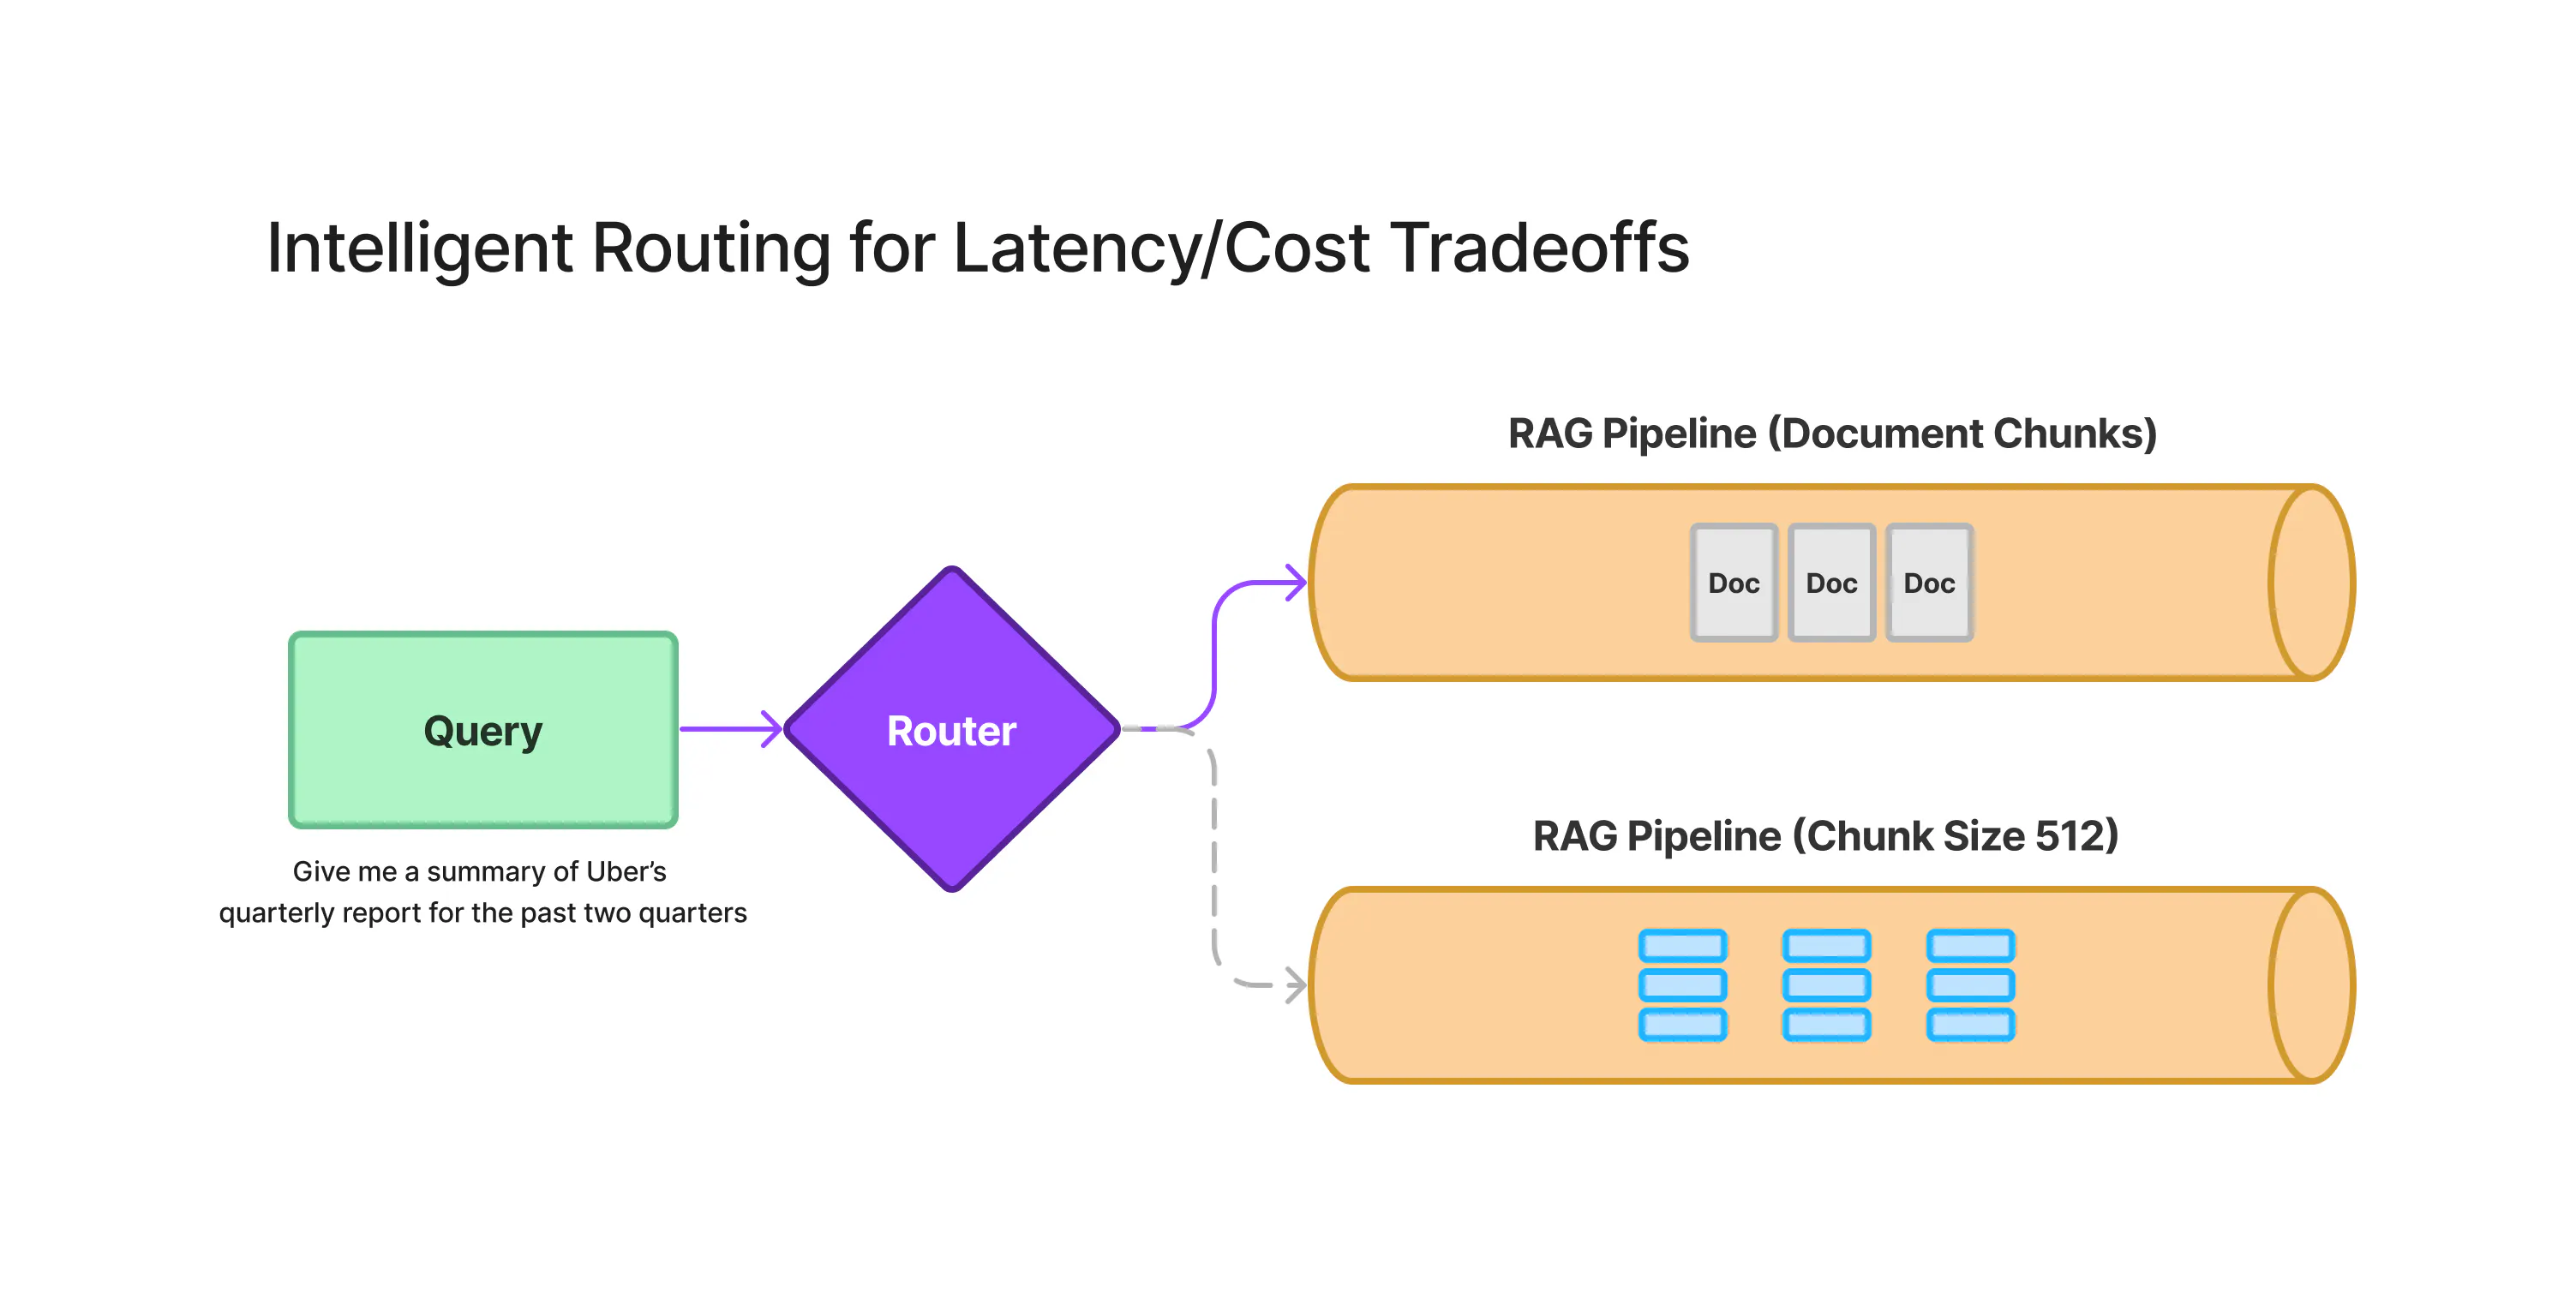 Intelligent Routing for Latency/Cost Tradeoffs
RAG Pipeline (Document Chunks)
Doc Doc Doc
Query
Router
Give me a summary of Uber’s
quarterly report for the past two quarters
RAG Pipeline (Chunk Size 512)